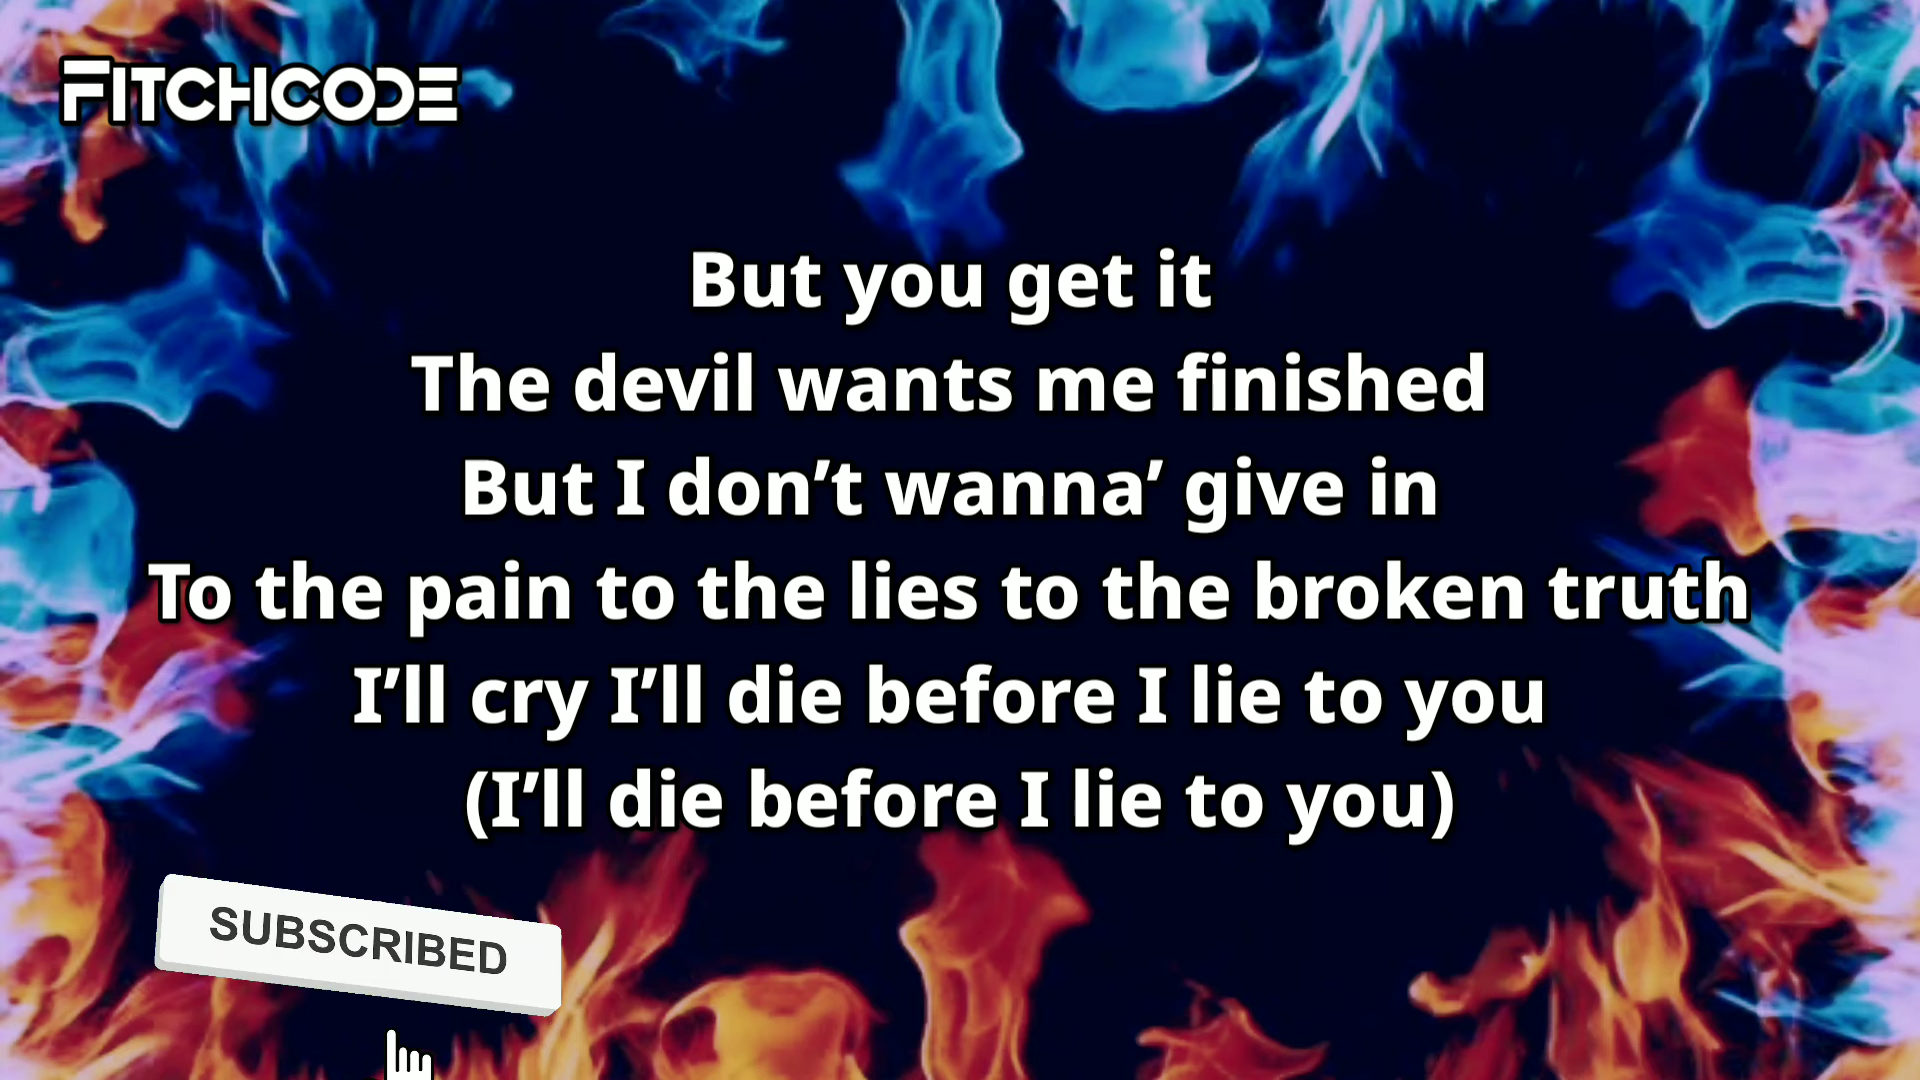 FITCHCODE
But you get it
The devil wants me finished
But I don’t wanna’ give in
To the pain to the lies to the broken truth
I’ll cry I’ll die before I lie to you
(I’ll die before I lie to you)
SUBSCRIBED